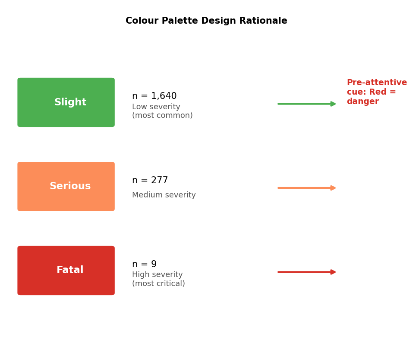 Colour Palette Design Rationale
Slight
n = 1,640
Low severity
(most common)
Pre-attentive
cue: Red =
danger
Serious
n = 277
Medium severity
Fatal
n = 9
High severity
(most critical)